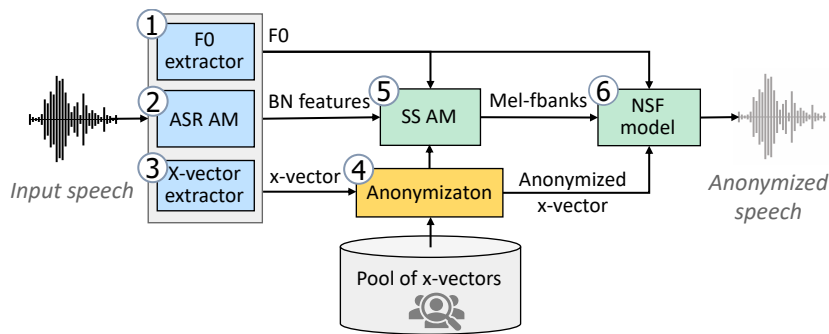 1
F0
extractor
F0
2
ASR AM
BN features
3
X-vector
extractor
x-vector
4
Anonymizaton
5
SS AM
Mel-fbanks
6
NSF
model
Anonymized
x-vector
Input speech
Anonymized
speech
Pool of x-vectors